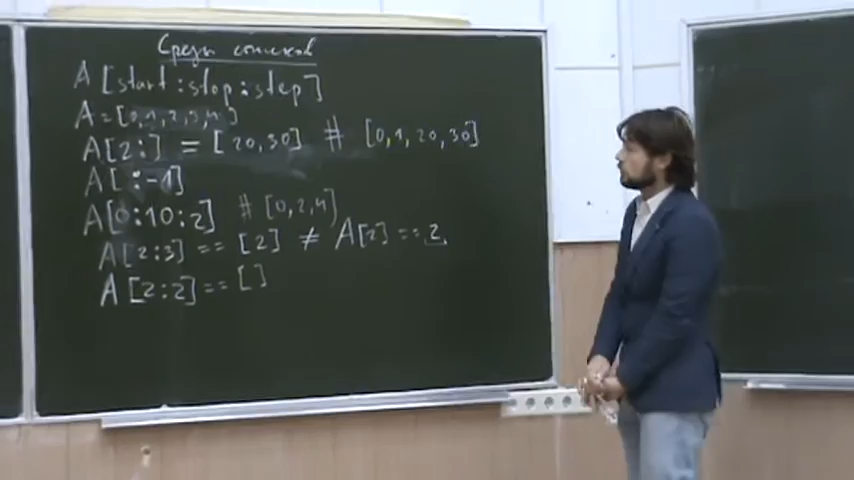 Срезы списков
A[start:stop:step]
A=[0,1,2,3,4]
A[2:] = [20,30] # [0,1,20,30]
A[:-1]
A[0:10:2] # [0,2,4]
A[2:3] == [2] ≠ A[2] == 2.
A[2:2] == []